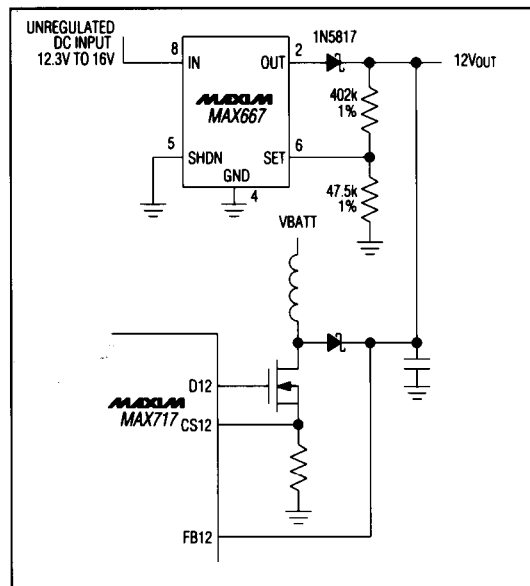 UNREGULATED
DC INPUT
12.3V TO 16V
8
IN
OUT
2
1N5817
12VOUT
MAXIM
MAX667
402k
1%
5
SHDN
SET
6
GND
4
47.5k
1%
VBATT
D12
MAXIM
MAX717
CS12
FB12